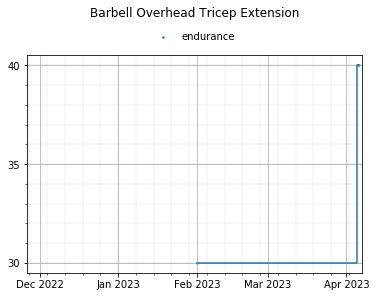 Barbell Overhead Tricep Extension
endurance
40
35
30
Dec 2022 Jan 2023 Feb 2023 Mar 2023 Apr 2023